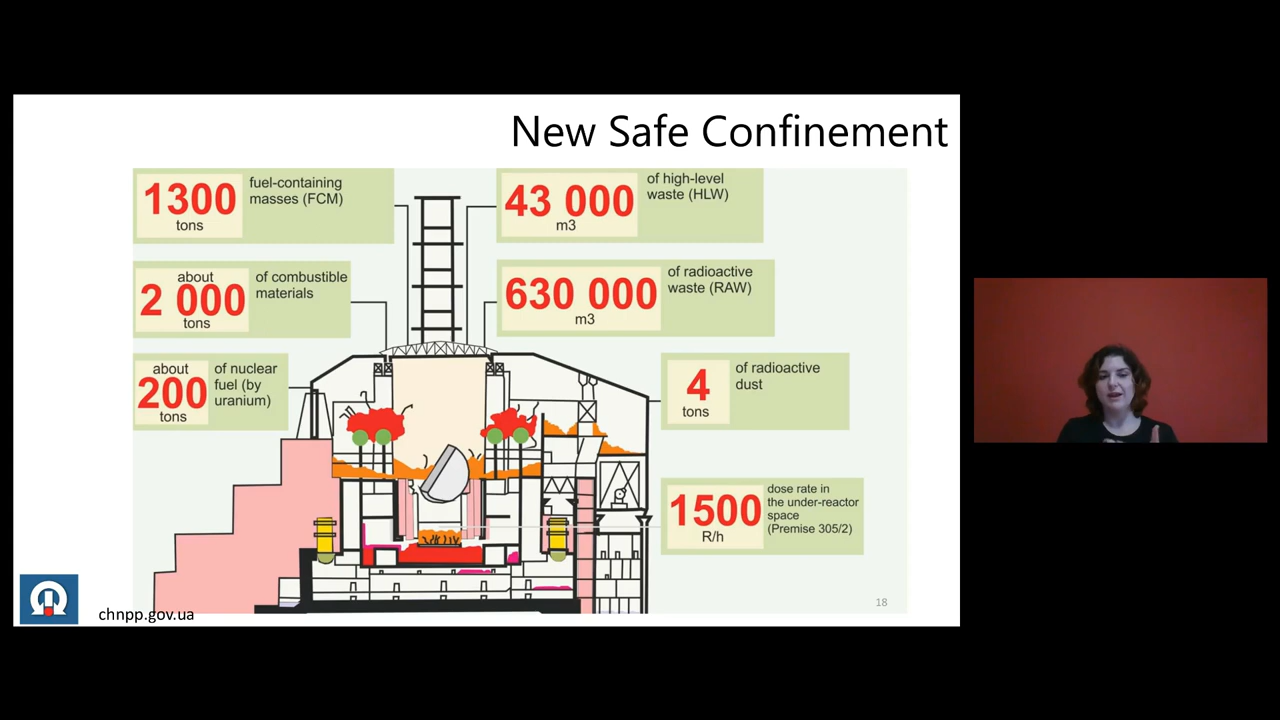 New Safe Confinement
1300
tons
fuel-containing
masses (FCM)
43 000
m3
of high-level
waste (HLW)
about
2 000
tons
of combustible
materials
630 000
m3
of radioactive
waste (RAW)
about
200
tons
of nuclear
fuel (by
uranium)
4
tons
of radioactive
dust
1500
R/h
dose rate in
the under-reactor
space
(Premise 305/2)
18
chnpp.gov.ua